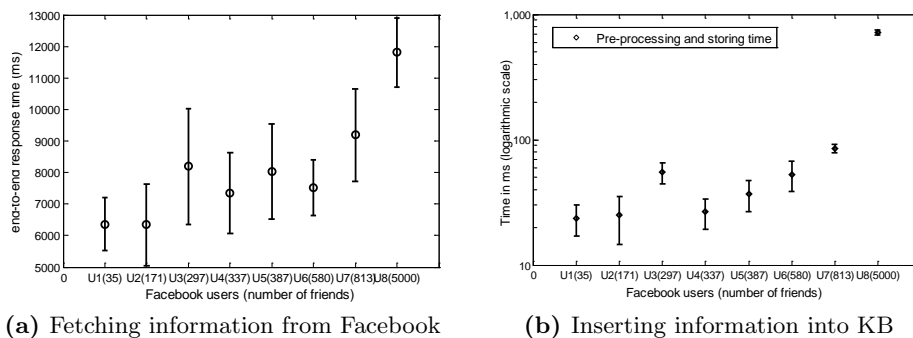 13000
12000
11000
10000
9000
8000
7000
6000
5000
end-to-end response time (ms)
0 U1(35) U2(171) U3(297) U4(337) U5(387) U6(580) U7(813) U8(5000)
Facebook users (number of friends)
(a) Fetching information from Facebook
1,000
100
10
Time in ms (logarithmic scale)
Pre-processing and storing time
0 U1(35) U2(171) U3(297) U4(337) U5(387) U6(580) U7(813) U8(5000)
Facebook users (number of friends)
(b) Inserting information into KB